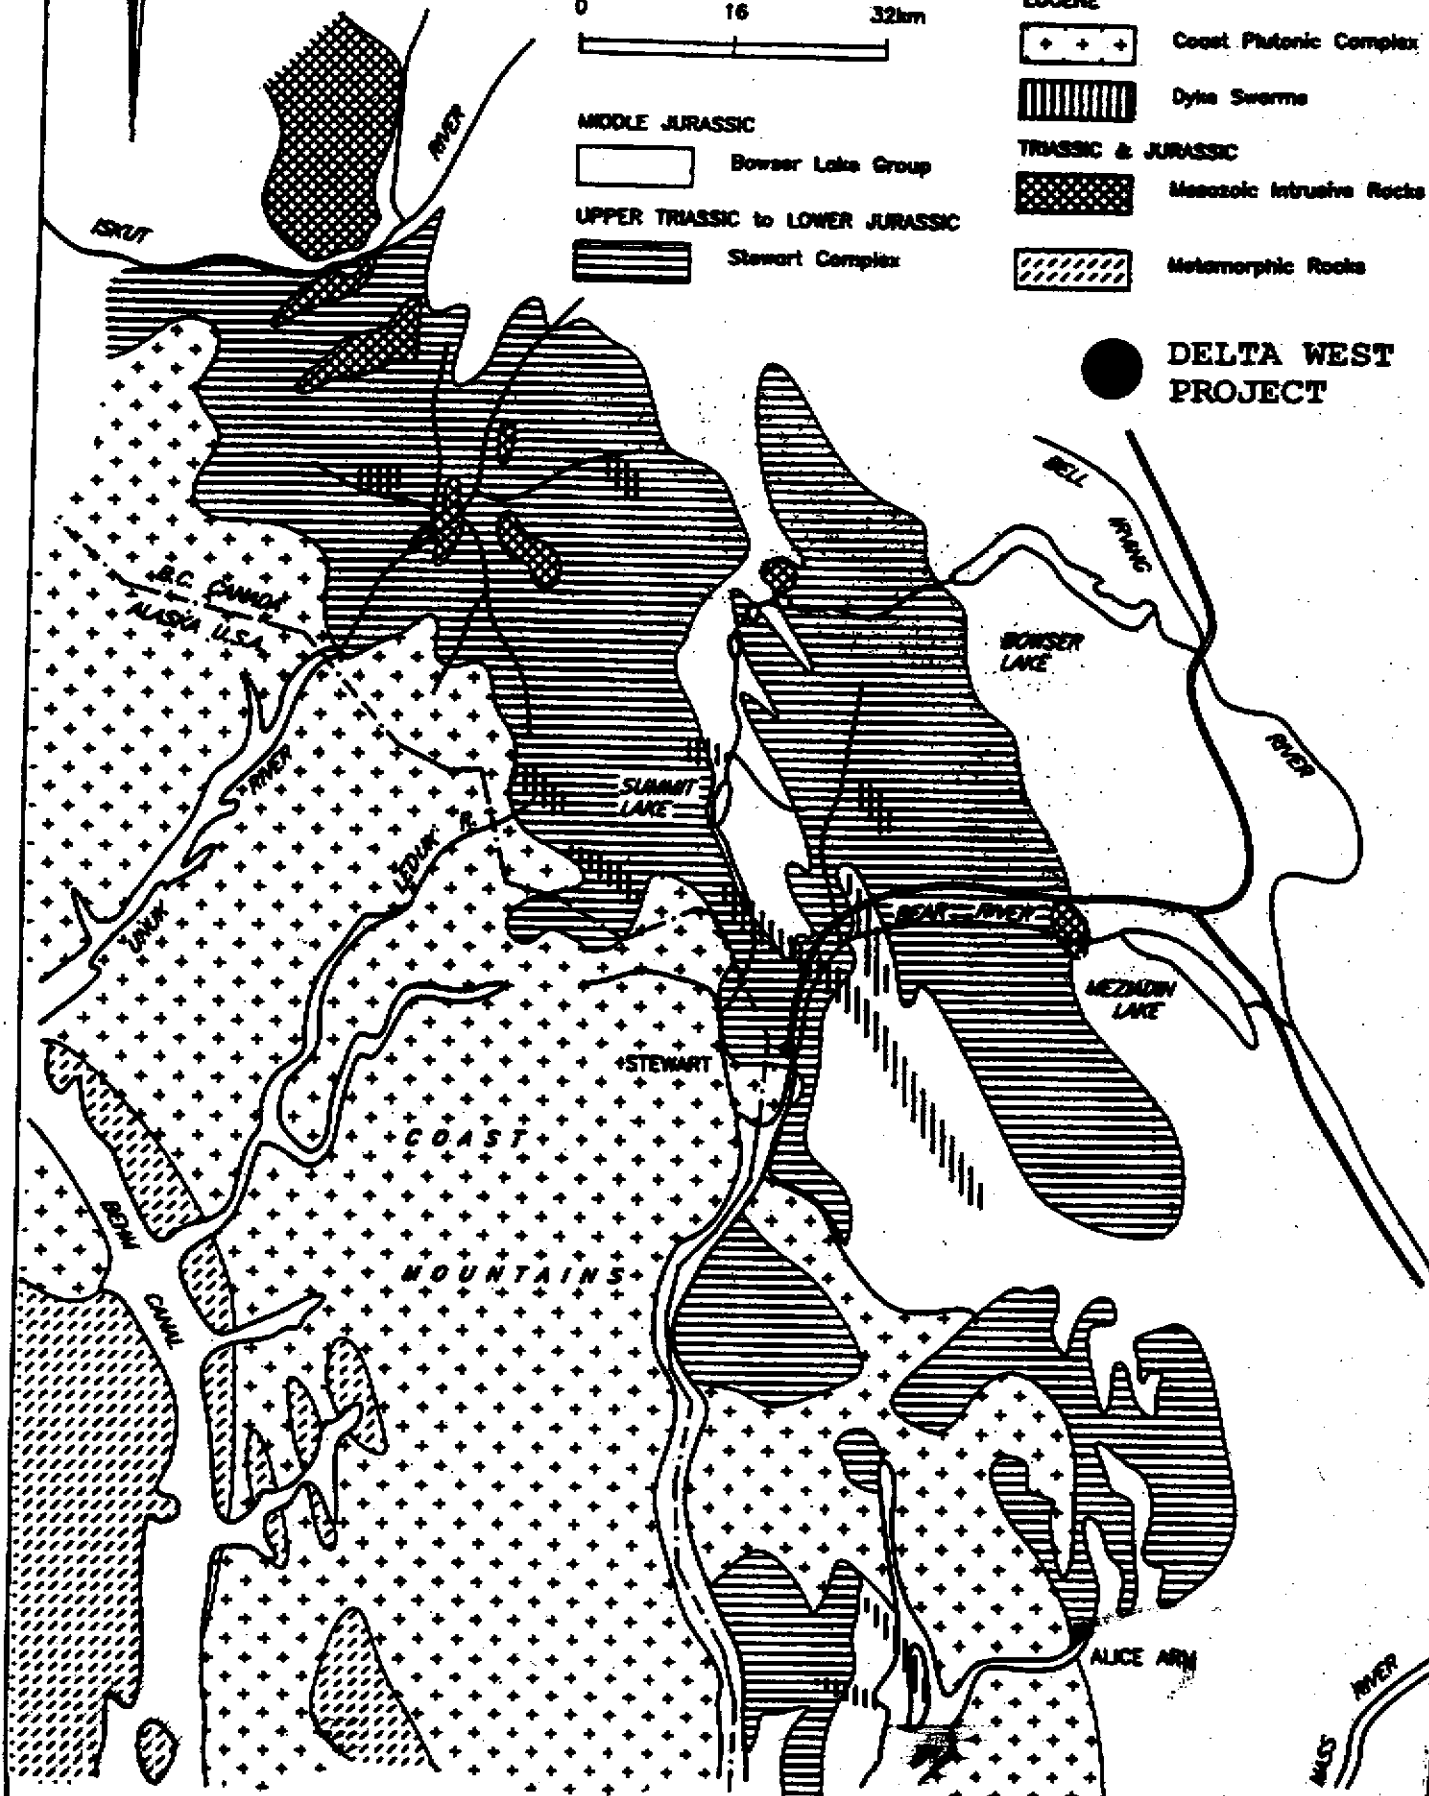 0 16 32km
EOCENE
Coast Plutonic Complex
Dyke Swarms
MIDDLE JURASSIC
Bowser Lake Group
TRIASSIC & JURASSIC
Mesozoic Intrusive Rocks
UPPER TRIASSIC to LOWER JURASSIC
Stewart Complex
Metamorphic Rocks
DELTA WEST
PROJECT
RIVER
ISKUT
BELL
IRVING
B.C. CANADA
ALASKA U.S.A.
BOWSER
LAKE
RIVER
RIVER
SUMMIT
LAKE
LEDUK R.
UNUK
BEAR RIVER
MEZIADIN
LAKE
STEWART
COAST
BEHM
MOUNTAINS
CANAL
ALICE ARM
RIVER
NASS